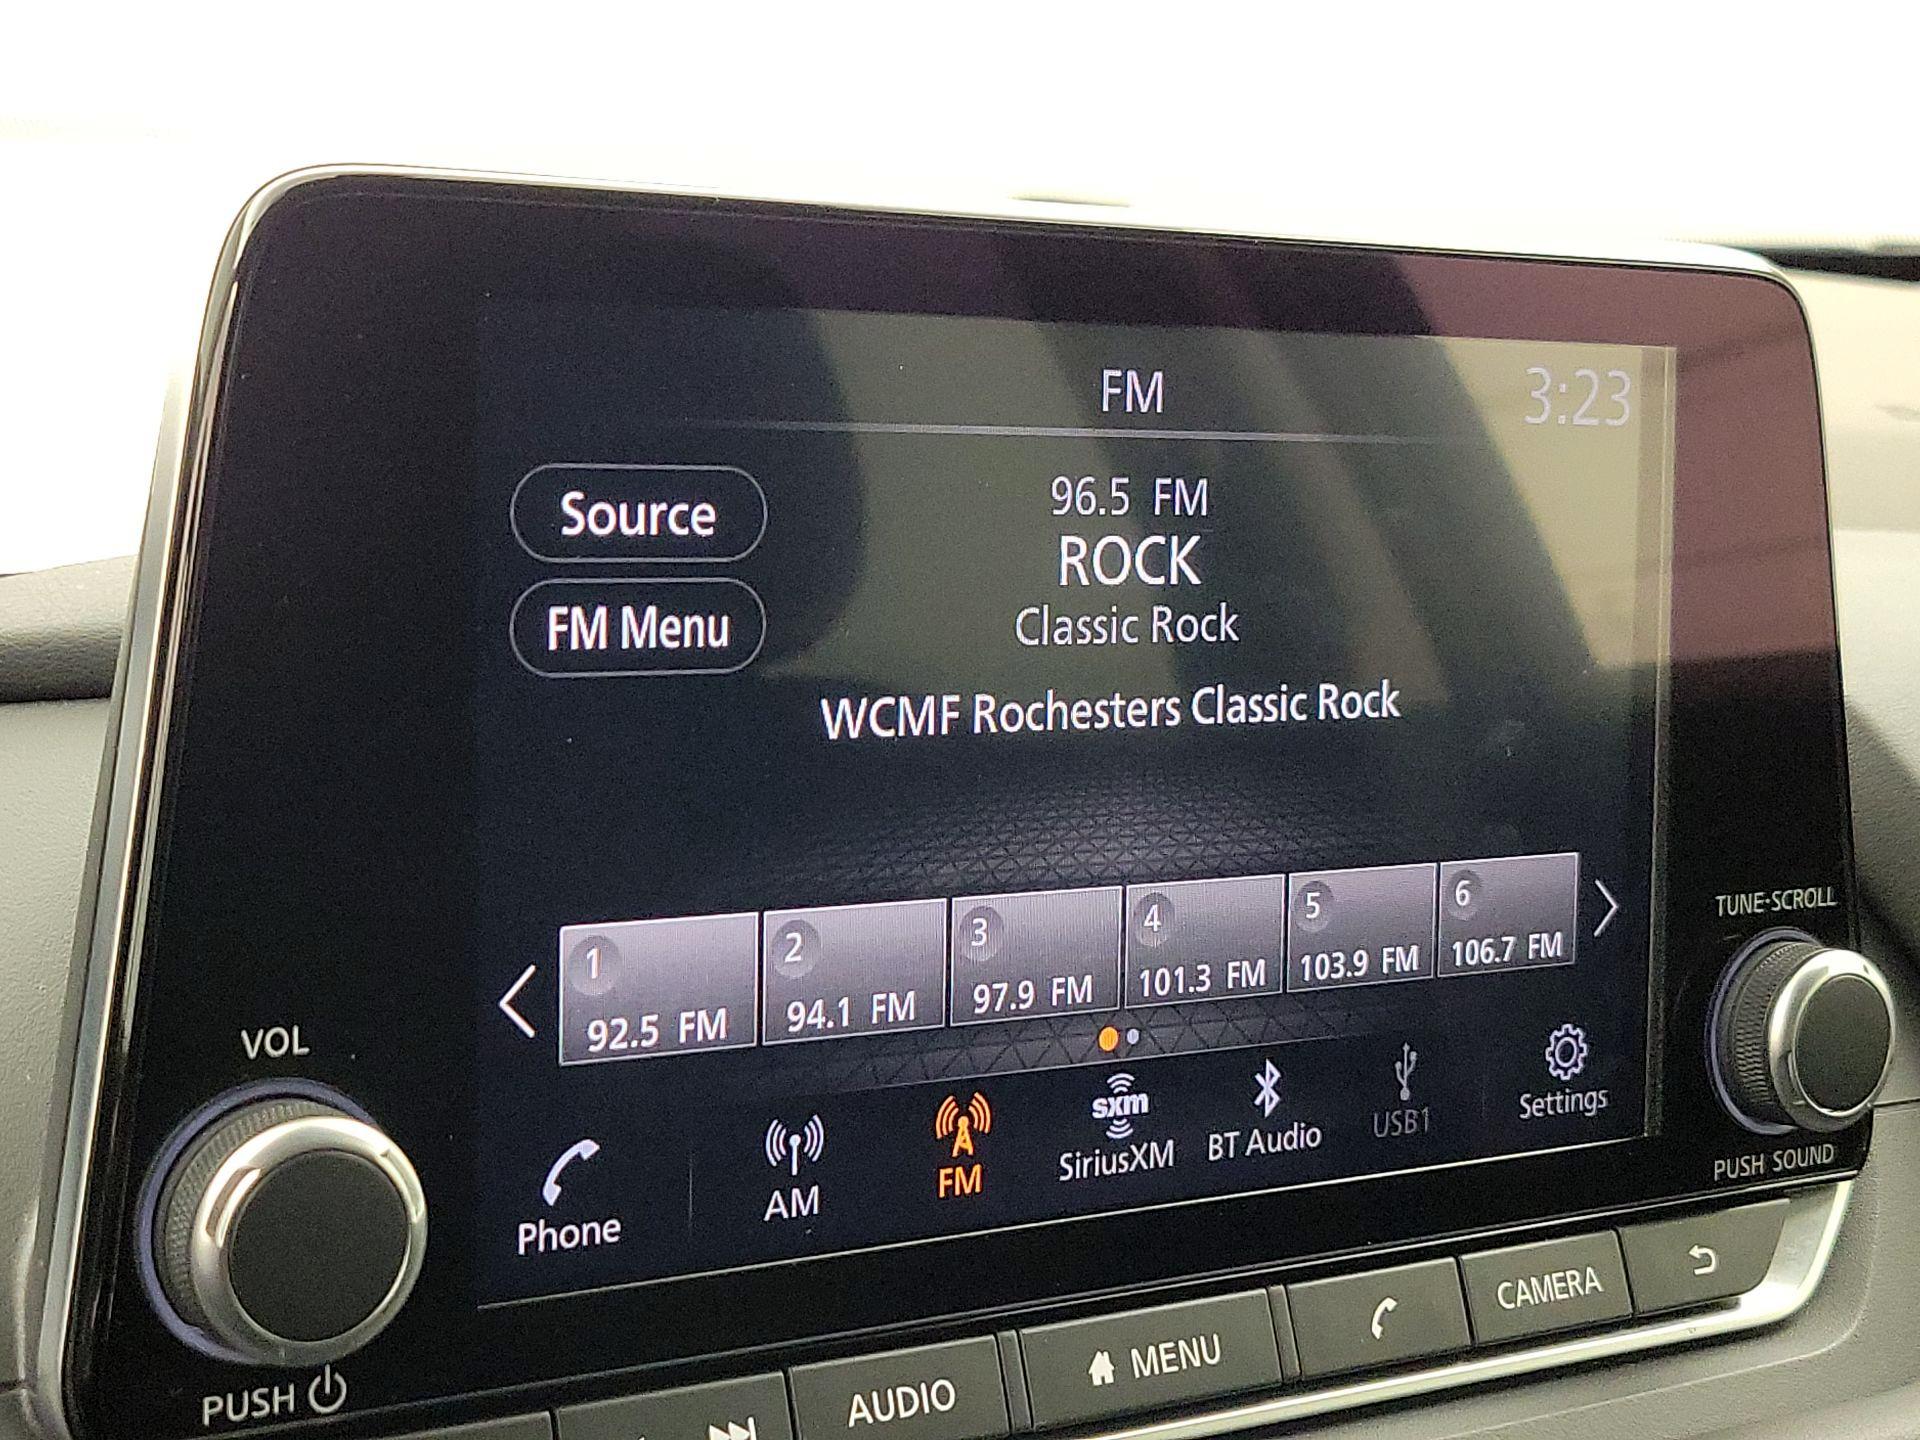 FM
3:23
Source
96.5 FM
ROCK
FM Menu
Classic Rock
WCMF Rochesters Classic Rock
1
92.5 FM
2
94.1 FM
3
97.9 FM
4
101.3 FM
5
103.9 FM
6
106.7 FM
Phone
AM
FM
sxm
SiriusXM
BT Audio
USB1
Settings
VOL
PUSH
TUNE·SCROLL
PUSH SOUND
AUDIO
MENU
CAMERA